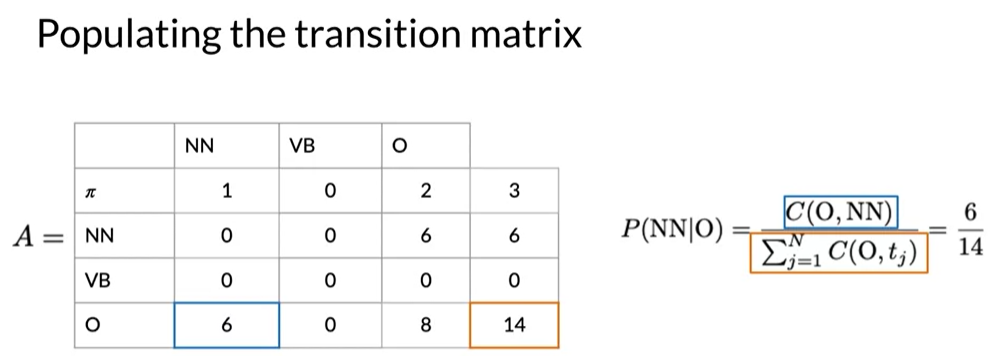 Populating the transition matrix
NN VB O
π 1 0 2 3
A = NN 0 0 6 6
VB 0 0 0 0
O 6 0 8 14
P(NN|O) = C(O, NN) / ∑_{j=1}^{N} C(O, t_j) = 6 / 14